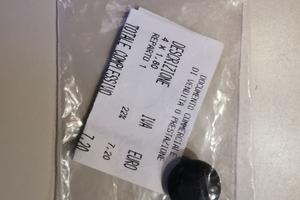 DOCUMENTO COMMERCIALE
DI VENDITA O PRESTAZIONE
DESCRIZIONE IVA EURO
4 X 1.80
REPARTO 1 22% 7.20
TOTALE COMPLESSIVO 7.20